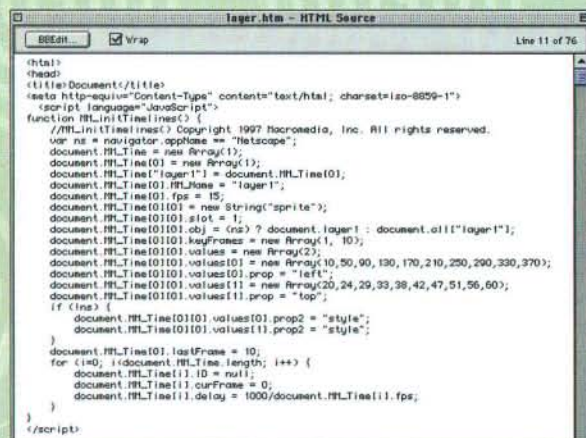 layer.htm – HTML Source
BBEdit... Wrap Line 11 of 76
<html>
<head>
<title>Document</title>
<meta http-equiv="Content-Type" content="text/html; charset=iso-8859-1">
<script language="JavaScript">
function MM_initTimelines() {
//MM_initTimelines() Copyright 1997 Macromedia, Inc. All rights reserved.
var ns = navigator.appName == "Netscape";
document.MM_Time = new Array(1);
document.MM_Time[0] = new Array(1);
document.MM_Time["layer1"] = document.MM_Time[0];
document.MM_Time[0].MM_Name = "layer1";
document.MM_Time[0].fps = 15;
document.MM_Time[0][0] = new String("sprite");
document.MM_Time[0][0].slot = 1;
document.MM_Time[0][0].obj = (ns) ? document.layer1 : document.all["layer1"];
document.MM_Time[0][0].keyFrames = new Array(1, 10);
document.MM_Time[0][0].values = new Array(2);
document.MM_Time[0][0].values[0] = new Array(10,50,90,130,170,210,250,290,330,370);
document.MM_Time[0][0].values[0].prop = "left";
document.MM_Time[0][0].values[1] = new Array(20,24,29,33,38,42,47,51,56,60);
document.MM_Time[0][0].values[1].prop = "top";
if (!ns) {
document.MM_Time[0][0].values[0].prop2 = "style";
document.MM_Time[0][0].values[1].prop2 = "style";
}
document.MM_Time[0].lastFrame = 10;
for (i=0; i<document.MM_Time.length; i++) {
document.MM_Time[i].ID = null;
document.MM_Time[i].curFrame = 0;
document.MM_Time[i].delay = 1000/document.MM_Time[i].fps;
}
}
</script>